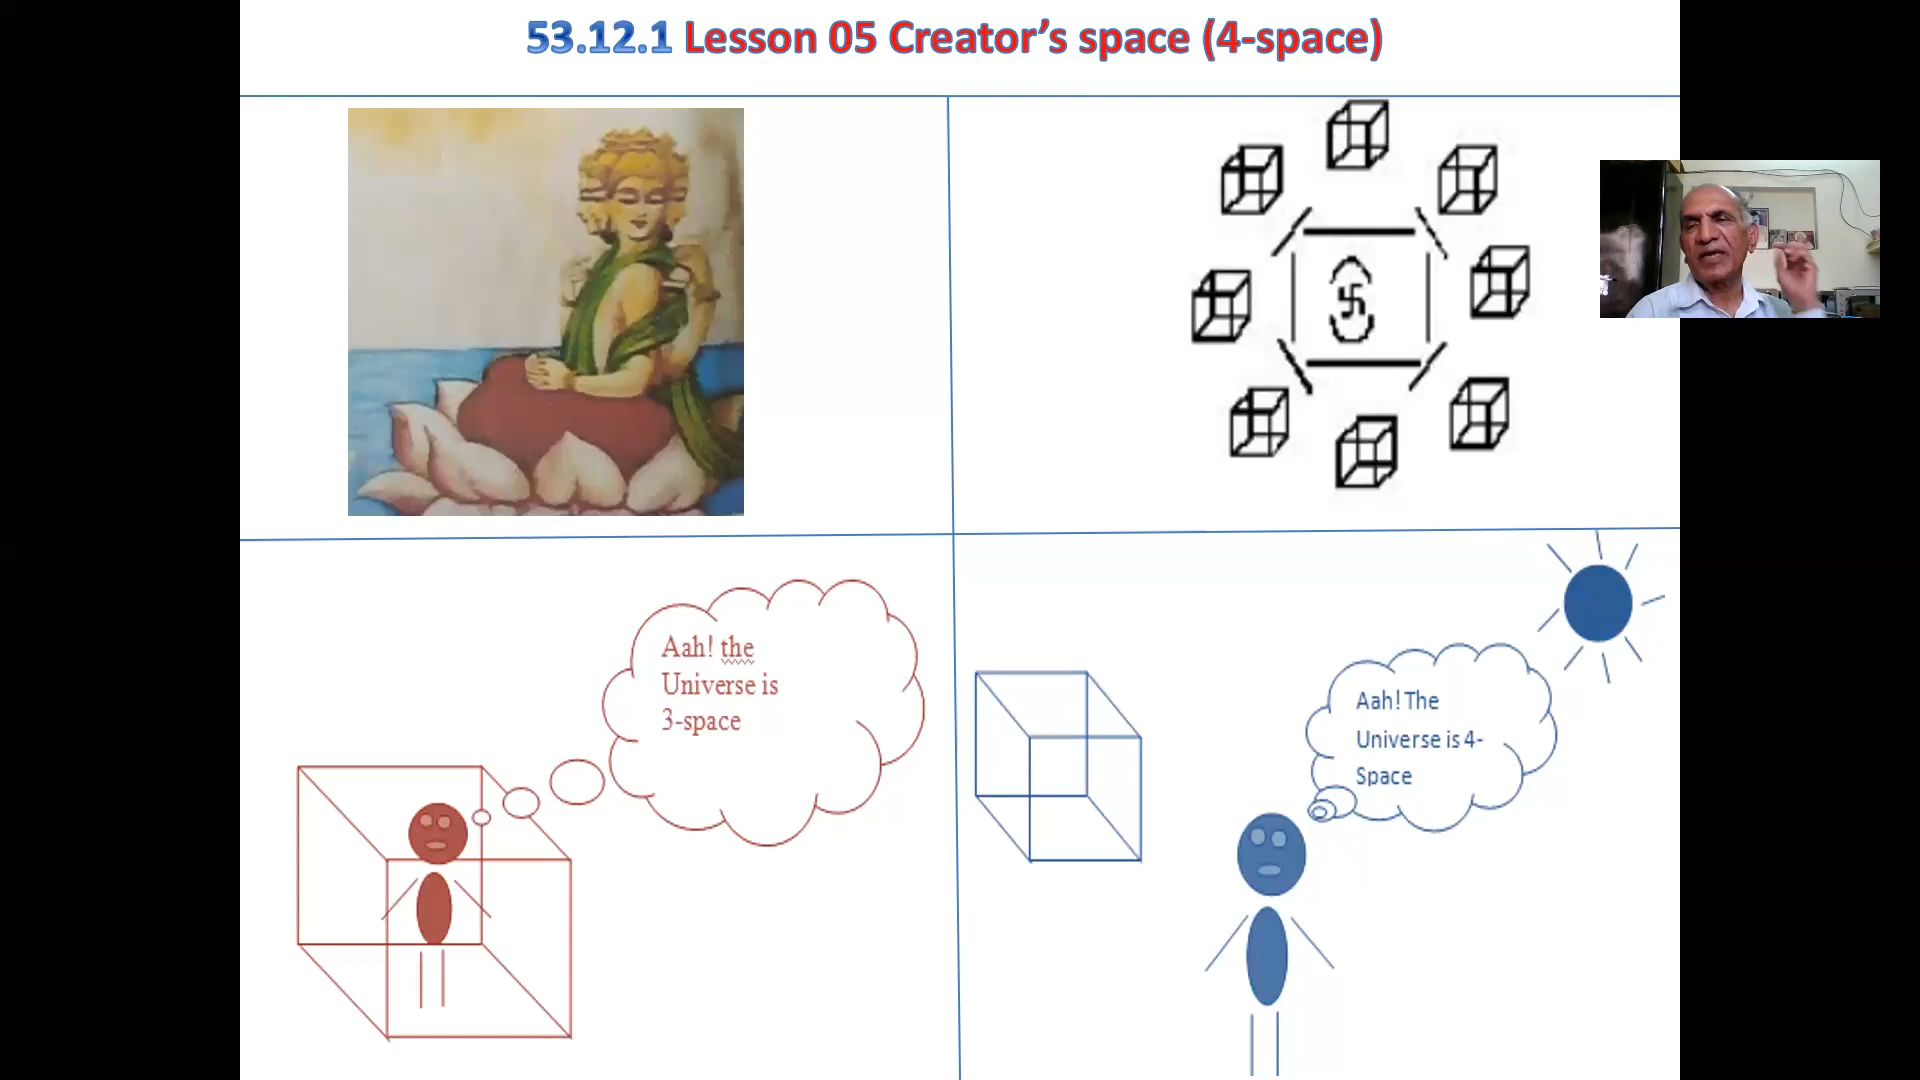 53.12.1 Lesson 05 Creator’s space (4-space)
Aah! the
Universe is
3-space
Aah! The
Universe is 4-
Space